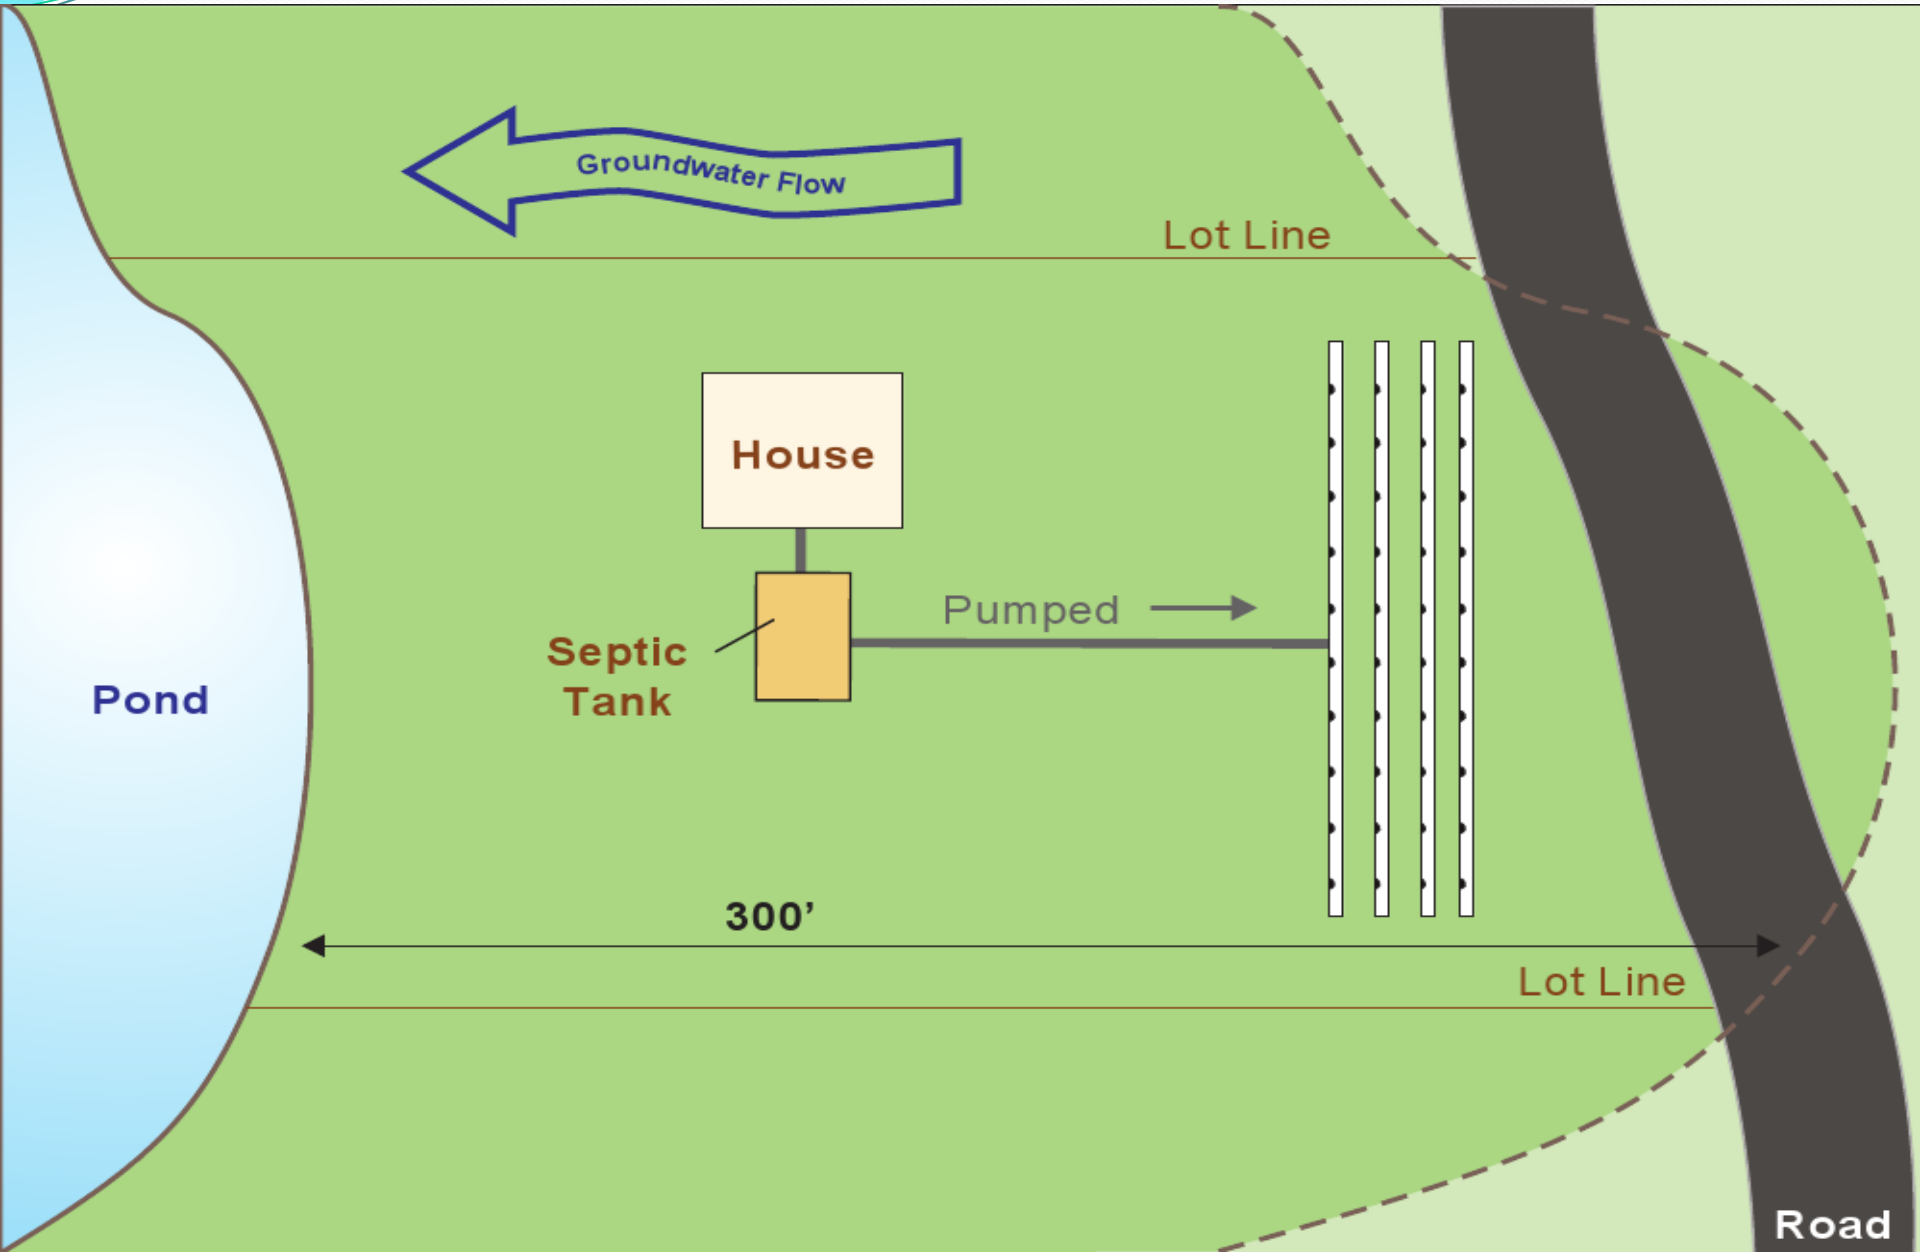 Groundwater Flow
Lot Line
House
Pumped
Septic
Tank
Pond
300’
Lot Line
Road